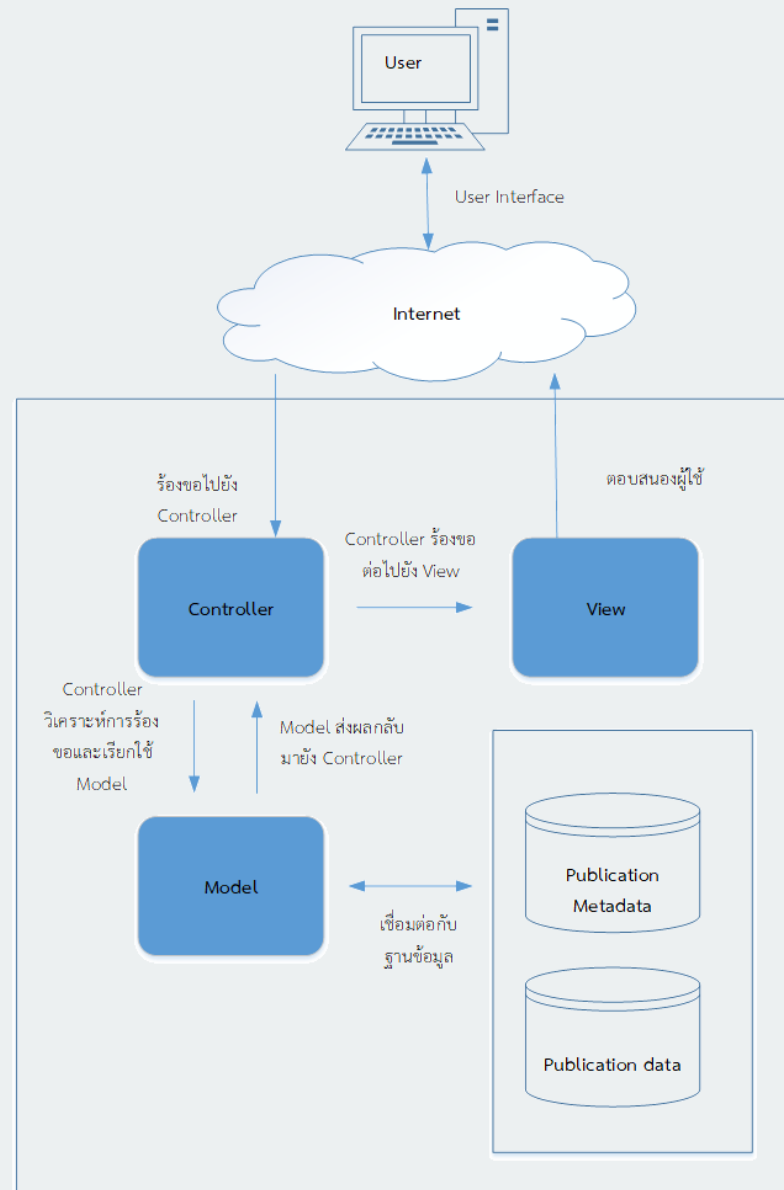 User
User Interface
Internet
ร้องขอไปยัง
Controller
ตอบสนองผู้ใช้
Controller ร้องขอ
ต่อไปยัง View
Controller
View
Controller
วิเคราะห์การร้อง
ขอและเรียกใช้
Model
Model ส่งผลกลับ
มายัง Controller
Model
เชื่อมต่อกับ
ฐานข้อมูล
Publication
Metadata
Publication data